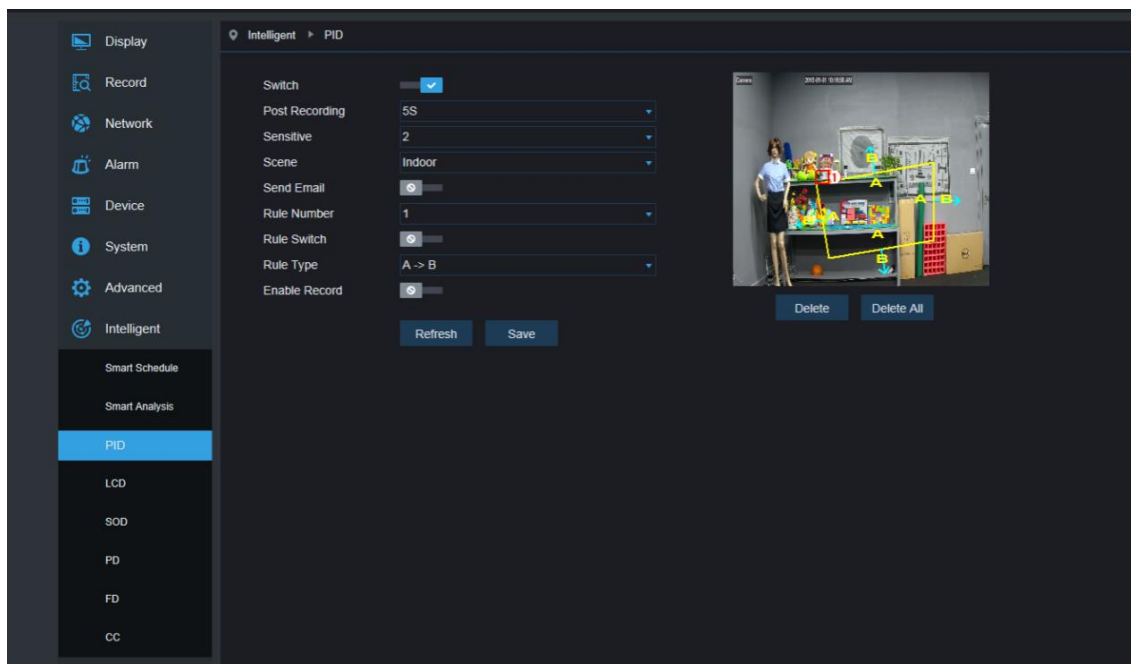 Display
Record
Network
Alarm
Device
System
Advanced
Intelligent
Smart Schedule
Smart Analysis
PID
LCD
SOD
PD
FD
CC
Intelligent PID
Switch
Post Recording 5S
Sensitive 2
Scene Indoor
Send Email
Rule Number 1
Rule Switch
Rule Type A -> B
Enable Record
Refresh Save
Camera
B
A
1
A B
B A
A
B
Delete Delete All